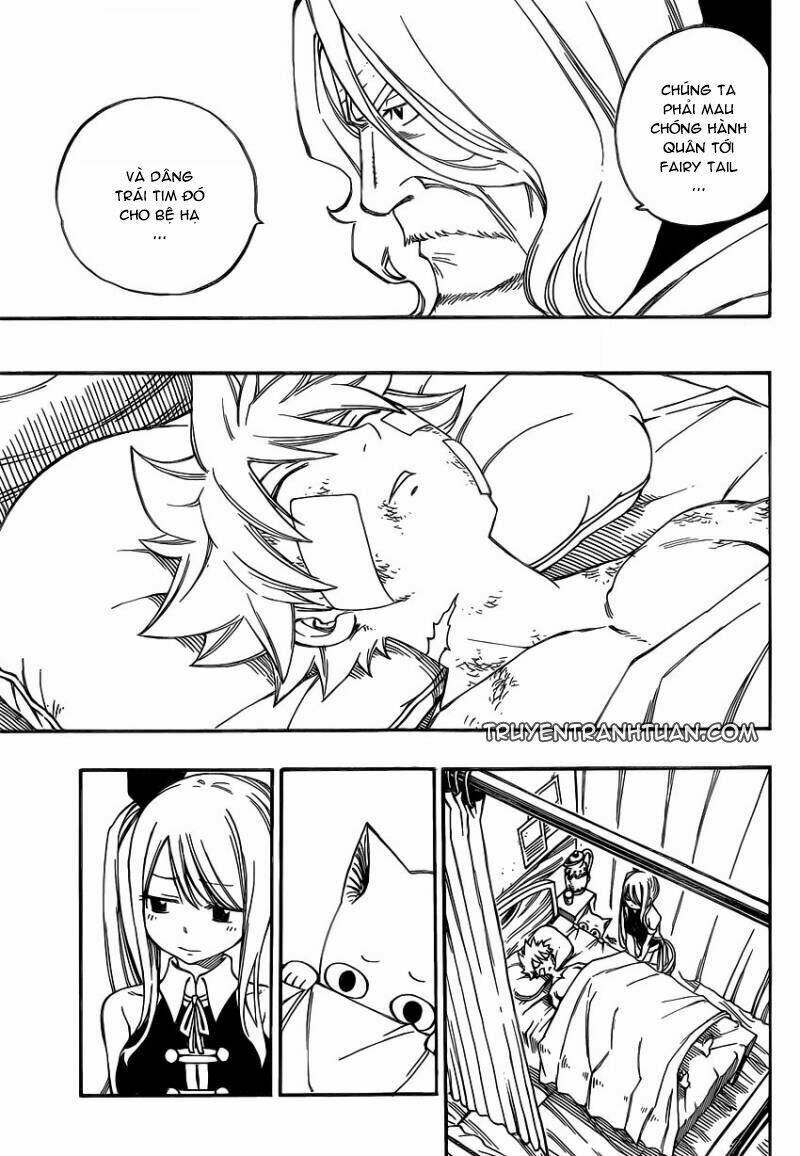 CHÚNG TA
PHẢI MAU
CHÓNG HÀNH
QUÂN TỚI
FAIRY TAIL
...
VÀ DÂNG
TRÁI TIM ĐÓ
CHO BỆ HẠ
...
TRUYENTRANHTUAN.COM